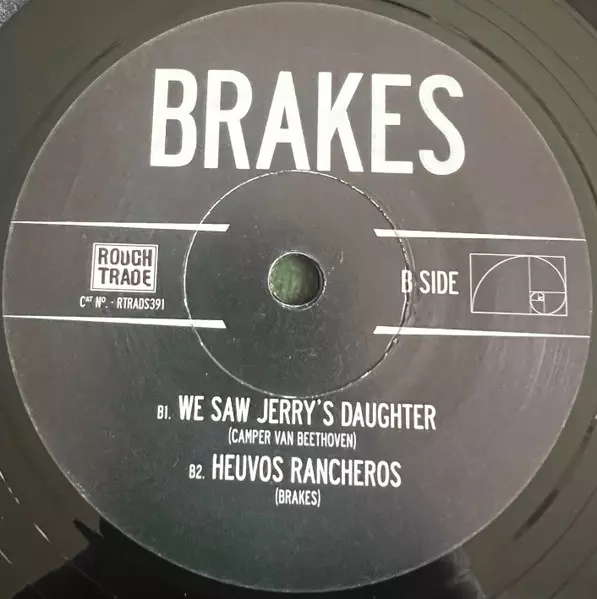 BRAKES
ROUGH
TRADE
CAT NO. - RTRADS391
B SIDE
B1. WE SAW JERRY'S DAUGHTER
(CAMPER VAN BEETHOVEN)
B2. HEUVOS RANCHEROS
(BRAKES)